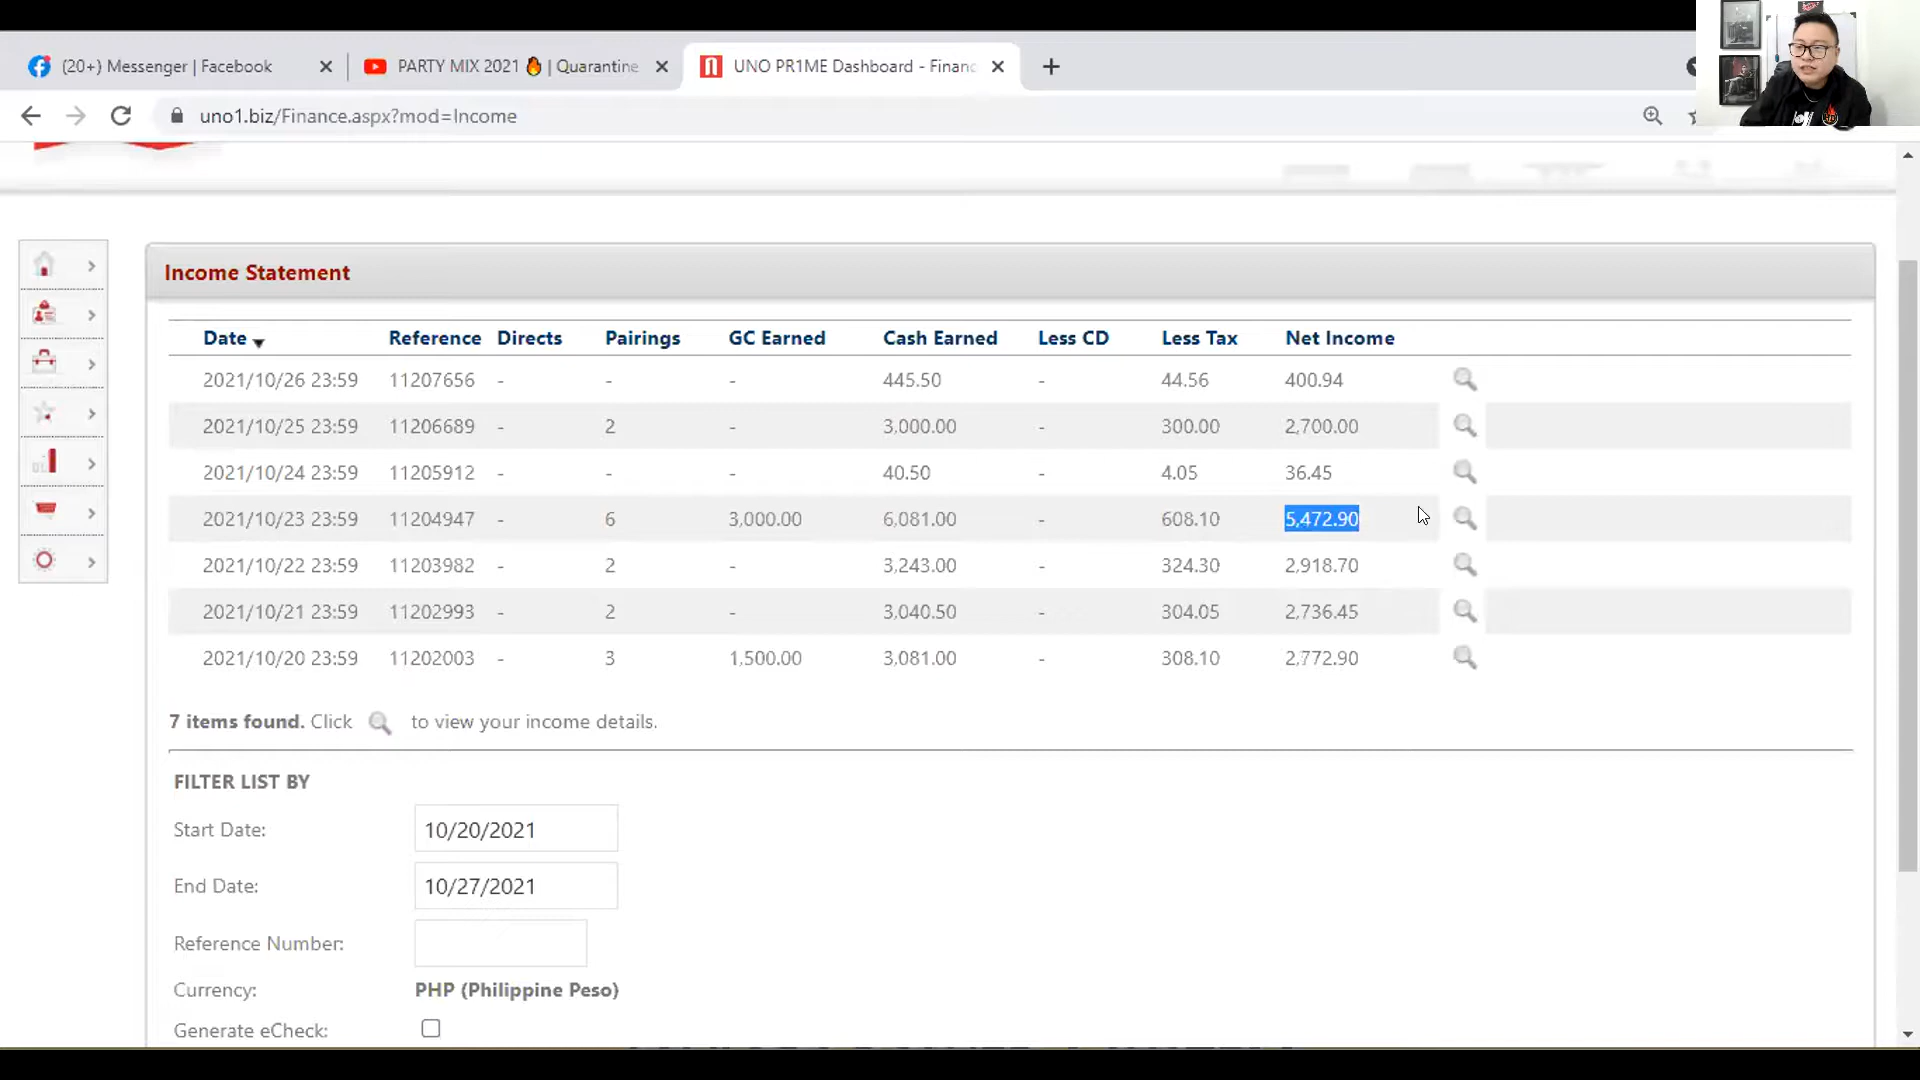 (20+) Messenger | Facebook
PARTY MIX 2021 🔥 | Quarantine
UNO PR1ME Dashboard - Financ
uno1.biz/Finance.aspx?mod=Income
Income Statement
Date Reference Directs Pairings GC Earned Cash Earned Less CD Less Tax Net Income
2021/10/26 23:59 11207656 - - - 445.50 - 44.56 400.94
2021/10/25 23:59 11206689 - 2 - 3,000.00 - 300.00 2,700.00
2021/10/24 23:59 11205912 - - - 40.50 - 4.05 36.45
2021/10/23 23:59 11204947 - 6 3,000.00 6,081.00 - 608.10 5,472.90
2021/10/22 23:59 11203982 - 2 - 3,243.00 - 324.30 2,918.70
2021/10/21 23:59 11202993 - 2 - 3,040.50 - 304.05 2,736.45
2021/10/20 23:59 11202003 - 3 1,500.00 3,081.00 - 308.10 2,772.90
7 items found. Click to view your income details.
FILTER LIST BY
Start Date: 10/20/2021
End Date: 10/27/2021
Reference Number:
Currency: PHP (Philippine Peso)
Generate eCheck: